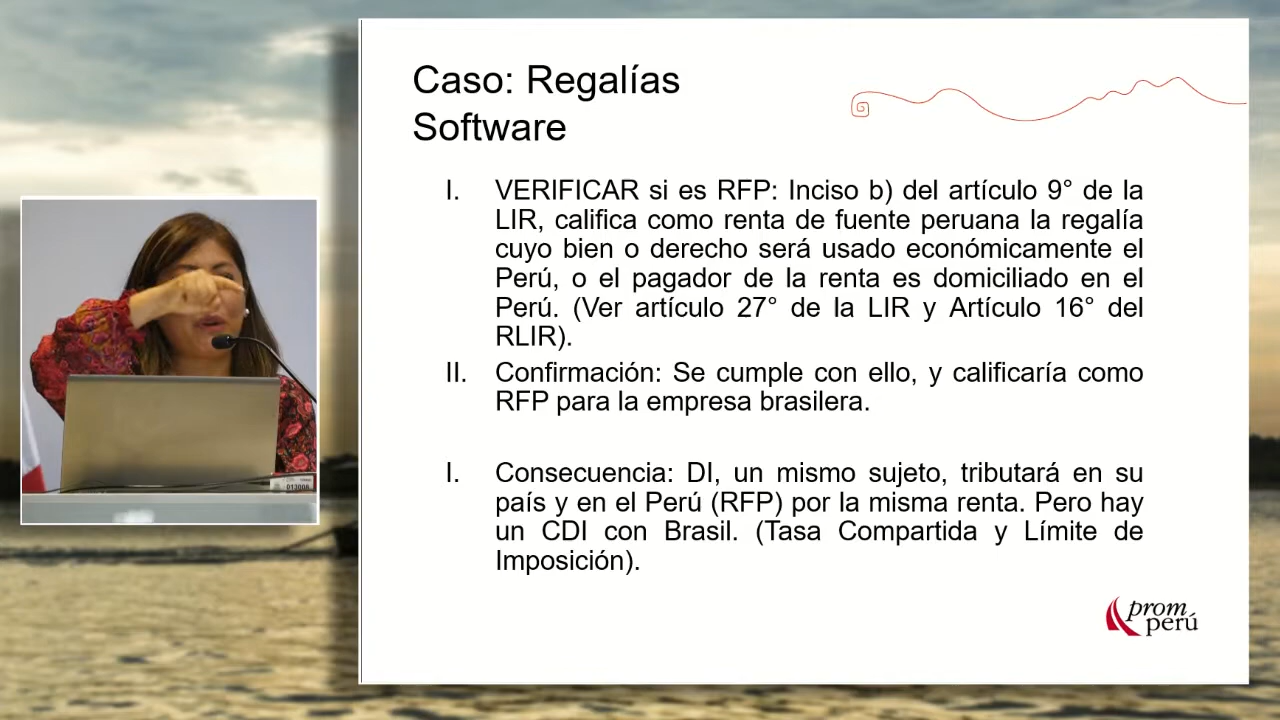 Caso: Regalías
Software
I. VERIFICAR si es RFP: Inciso b) del artículo 9° de la
LIR, califica como renta de fuente peruana la regalía
cuyo bien o derecho será usado económicamente el
Perú, o el pagador de la renta es domiciliado en el
Perú. (Ver artículo 27° de la LIR y Artículo 16° del
RLIR).
II. Confirmación: Se cumple con ello, y calificaría como
RFP para la empresa brasilera.
I. Consecuencia: DI, un mismo sujeto, tributará en su
país y en el Perú (RFP) por la misma renta. Pero hay
un CDI con Brasil. (Tasa Compartida y Límite de
Imposición).
prom
perú